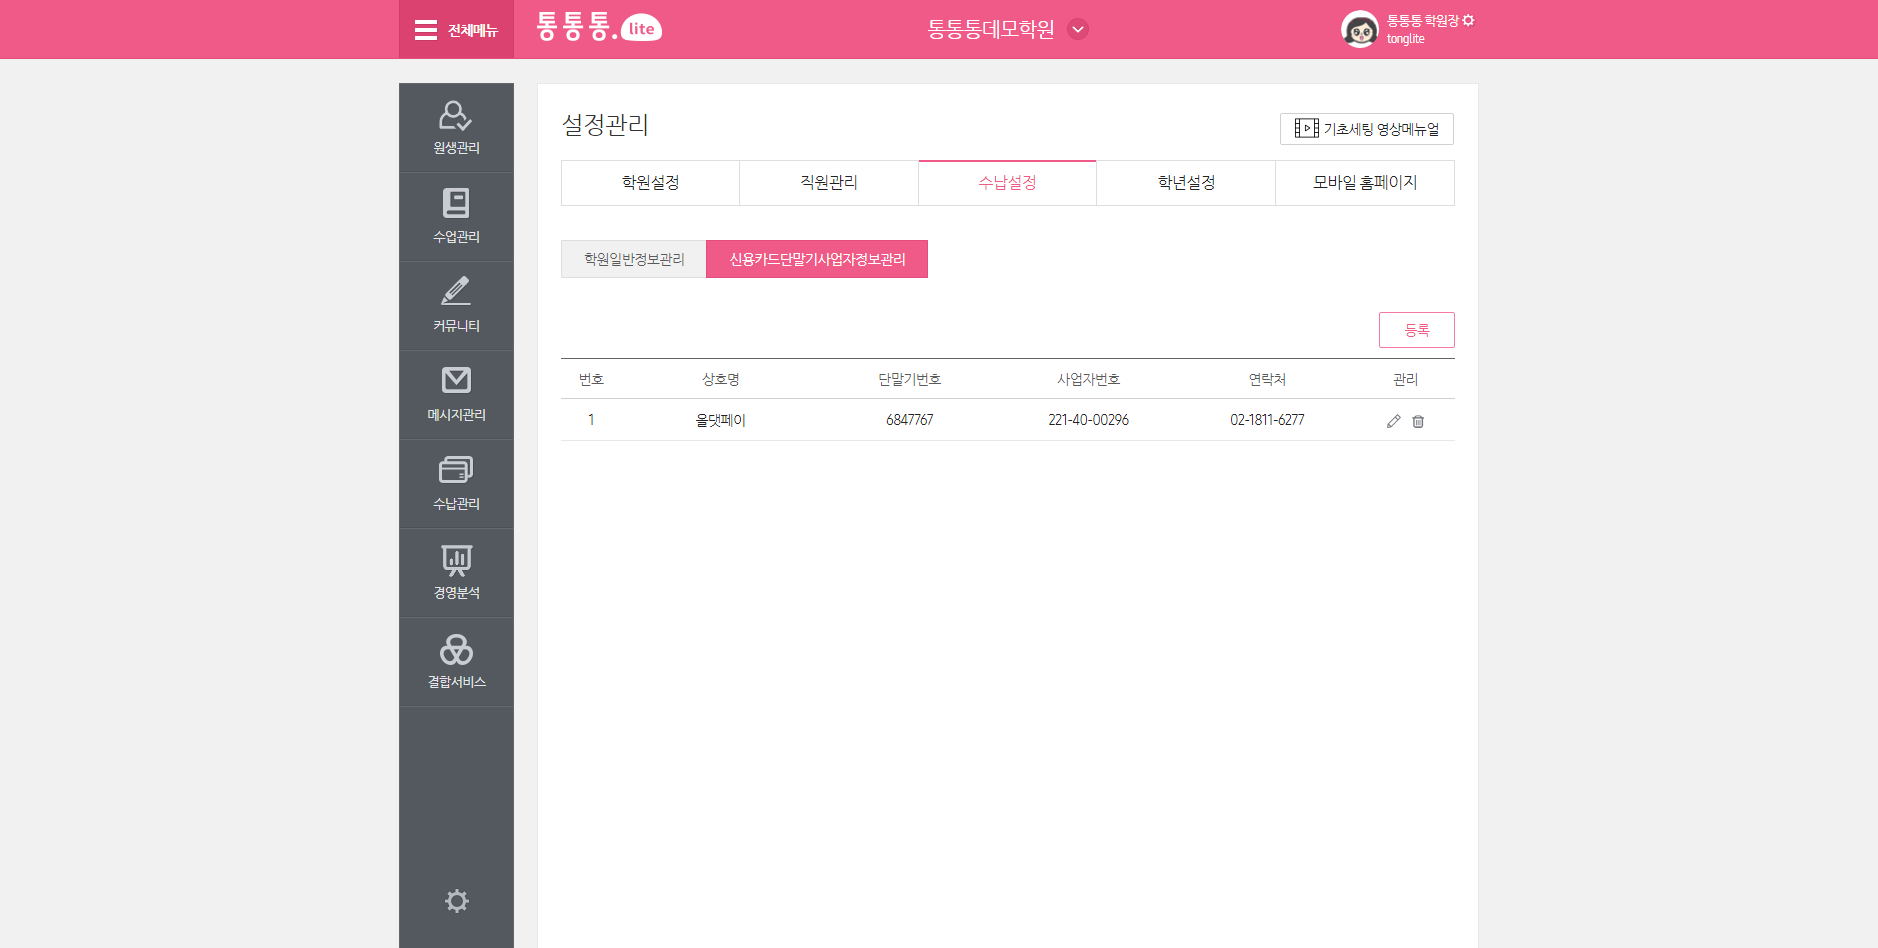 전체메뉴
통통통.lite
통통통데모학원
통통통 학원장
tonglite
원생관리
수업관리
커뮤니티
메시지관리
수납관리
경영분석
결합서비스
설정관리
기초세팅 영상메뉴얼
학원설정 직원관리 수납설정 학년설정 모바일 홈페이지
학원일반정보관리 신용카드단말기사업자정보관리
등록
번호 상호명 단말기번호 사업자번호 연락처 관리
1 올댓페이 6847767 221-40-00296 02-1811-6277